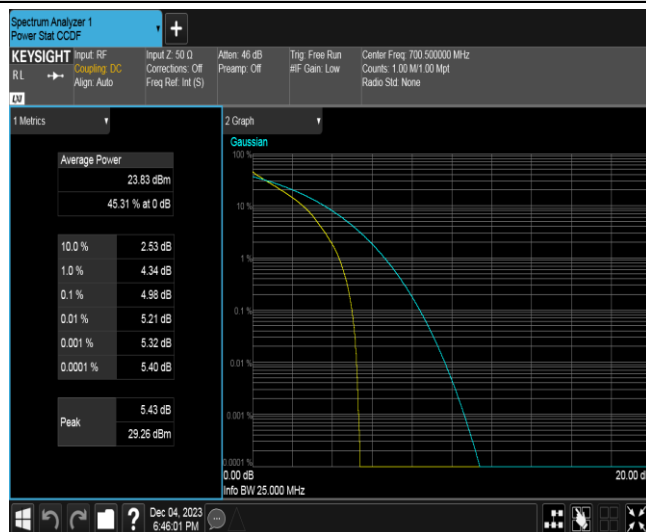 Spectrum Analyzer 1
Power Stat CCDF
+
KEYSIGHT
RL
LXI
Input: RF
Coupling: DC
Align: Auto
Input Z: 50 Ω
Corrections: Off
Freq Ref: Int (S)
Atten: 46 dB
Preamp: Off
Trig: Free Run
#IF Gain: Low
Center Freq: 700.500000 MHz
Counts: 1.00 M/1.00 Mpt
Radio Std: None
1 Metrics
Average Power
23.83 dBm
45.31 % at 0 dB
10.0 % 2.53 dB
1.0 % 4.34 dB
0.1 % 4.98 dB
0.01 % 5.21 dB
0.001 % 5.32 dB
0.0001 % 5.40 dB
Peak
5.43 dB
29.26 dBm
2 Graph
Gaussian
100 %
10 %
1 %
0.1 %
0.01 %
0.001 %
0.0001 %
0.00 dB
20.00 d
Info BW 25.000 MHz
?
Dec 04, 2023
6:46:01 PM